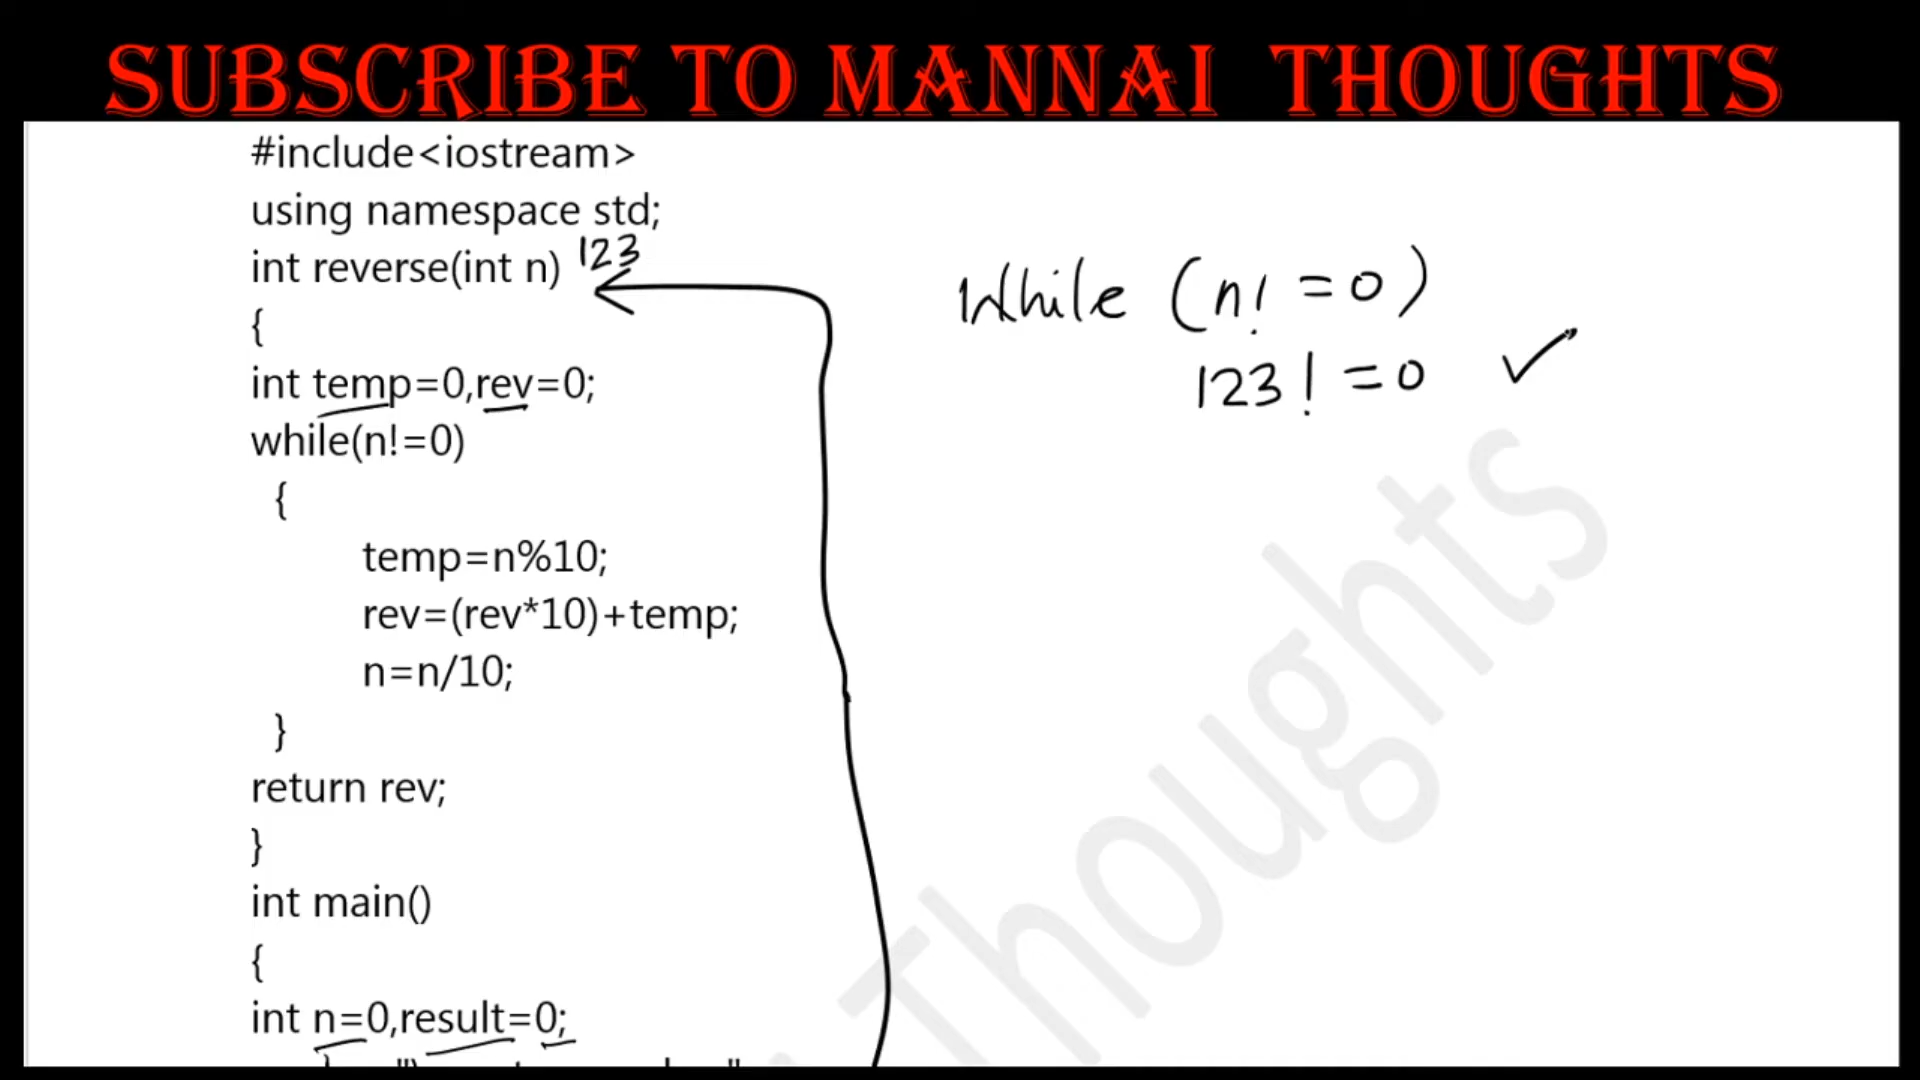 SUBSCRIBE TO MANNAI THOUGHTS
#include<iostream>
using namespace std;
int reverse(int n) 123
{
int temp=0,rev=0;
while(n!=0)
{
temp=n%10;
rev=(rev*10)+temp;
n=n/10;
}
return rev;
}
int main()
{
int n=0,result=0;
While (n! =0)
123! =0 ✓
Thoughts